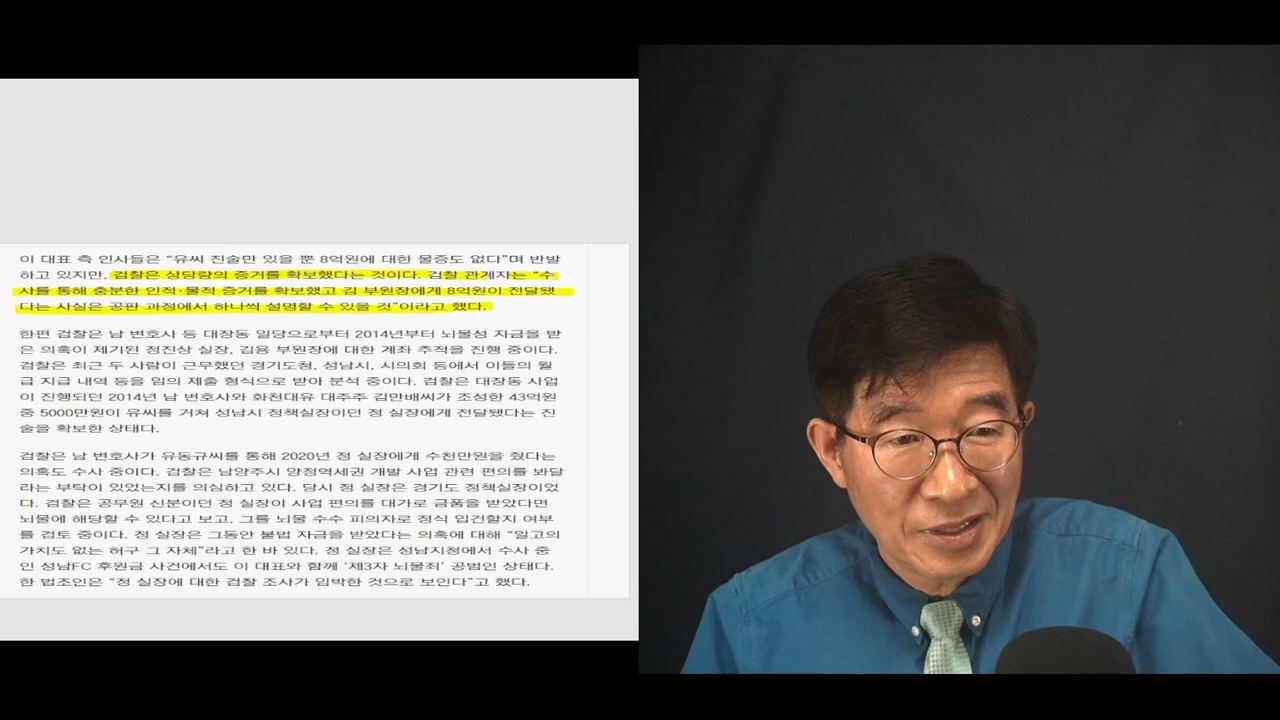 이 대표 측 인사들은 “유씨 진술만 있을 뿐 8억원에 대한 물증도 없다”며 반발
하고 있지만, 검찰은 상당량의 증거를 확보했다는 것이다. 검찰 관계자는 “수
사를 통해 충분한 인적·물적 증거를 확보했고 김 부원장에게 8억원이 전달됐
다는 사실은 공판 과정에서 하나씩 설명할 수 있을 것”이라고 했다.
한편 검찰은 남 변호사 등 대장동 일당으로부터 2014년부터 뇌물성 자금을 받
은 의혹이 제기된 정진상 실장, 김용 부원장에 대한 계좌 추적을 진행 중이다.
검찰은 최근 두 사람이 근무했던 경기도청, 성남시, 시의회 등에서 이들의 월
급 지급 내역 등을 임의 제출 형식으로 받아 분석 중이다. 검찰은 대장동 사업
이 진행되던 2014년 남 변호사와 화천대유 대주주 김만배씨가 조성한 43억원
중 5000만원이 유씨를 거쳐 성남시 정책실장이던 정 실장에게 전달됐다는 진
술을 확보한 상태다.
검찰은 남 변호사가 유동규씨를 통해 2020년 정 실장에게 수천만원을 줬다는
의혹도 수사 중이다. 검찰은 남양주시 양정역세권 개발 사업 관련 편의를 봐달
라는 부탁이 있었는지를 의심하고 있다. 당시 정 실장은 경기도 정책실장이었
다. 검찰은 공무원 신분이던 정 실장이 사업 편의를 대가로 금품을 받았다면
뇌물에 해당할 수 있다고 보고, 그를 뇌물 수수 피의자로 정식 입건할지 여부
를 검토 중이다. 정 실장은 그동안 불법 자금을 받았다는 의혹에 대해 “일고의
가치도 없는 허구 그 자체”라고 한 바 있다. 정 실장은 성남지청에서 수사 중
인 성남FC 후원금 사건에서도 이 대표와 함께 ‘제3자 뇌물죄’ 공범인 상태다.
한 법조인은 “정 실장에 대한 검찰 조사가 임박한 것으로 보인다”고 했다.